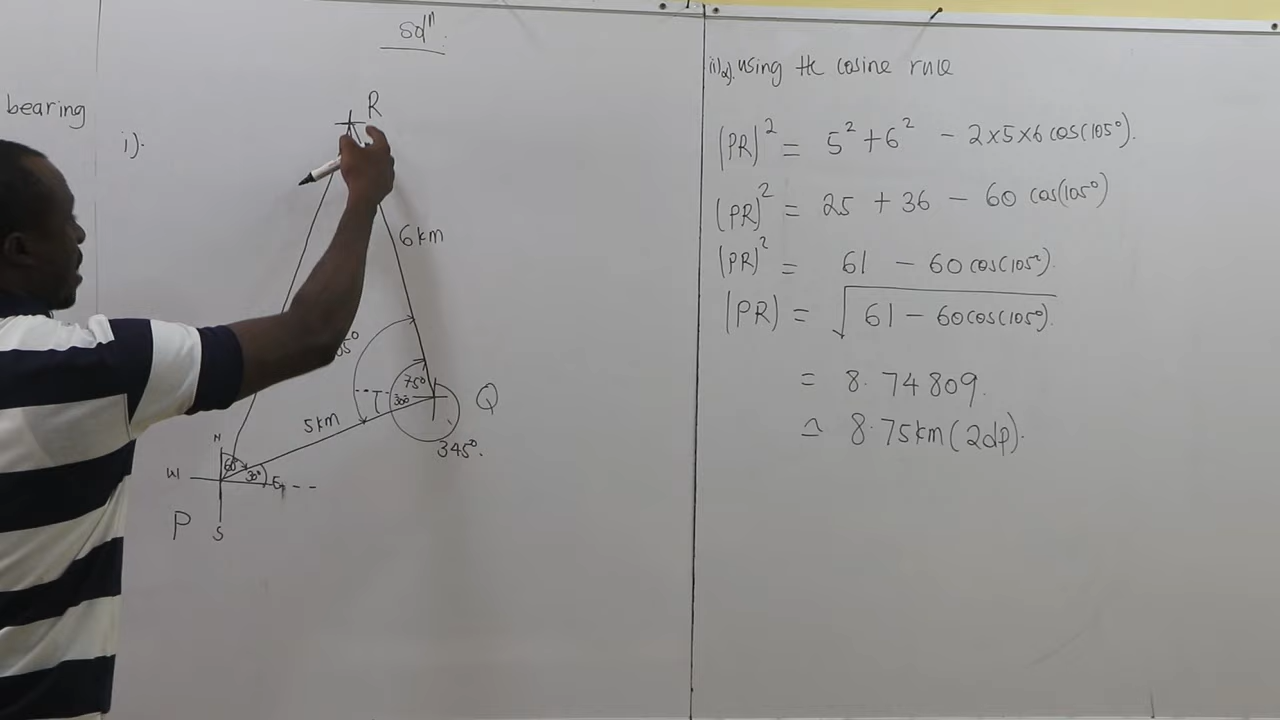 bearing
Solⁿ:
i).
R
6km
105°
75°
30°
Q
5km
345°.
N
60°
30°
W
E
P
S
ii)α). using the cosine rule
|PR|² = 5² + 6² - 2×5×6 cos(105°).
|PR|² = 25 + 36 - 60 cos(105°)
|PR|² = 61 - 60 cos(105°).
|PR| = √61 - 60cos(105°).
= 8.74809.
≃ 8.75km (2dp).